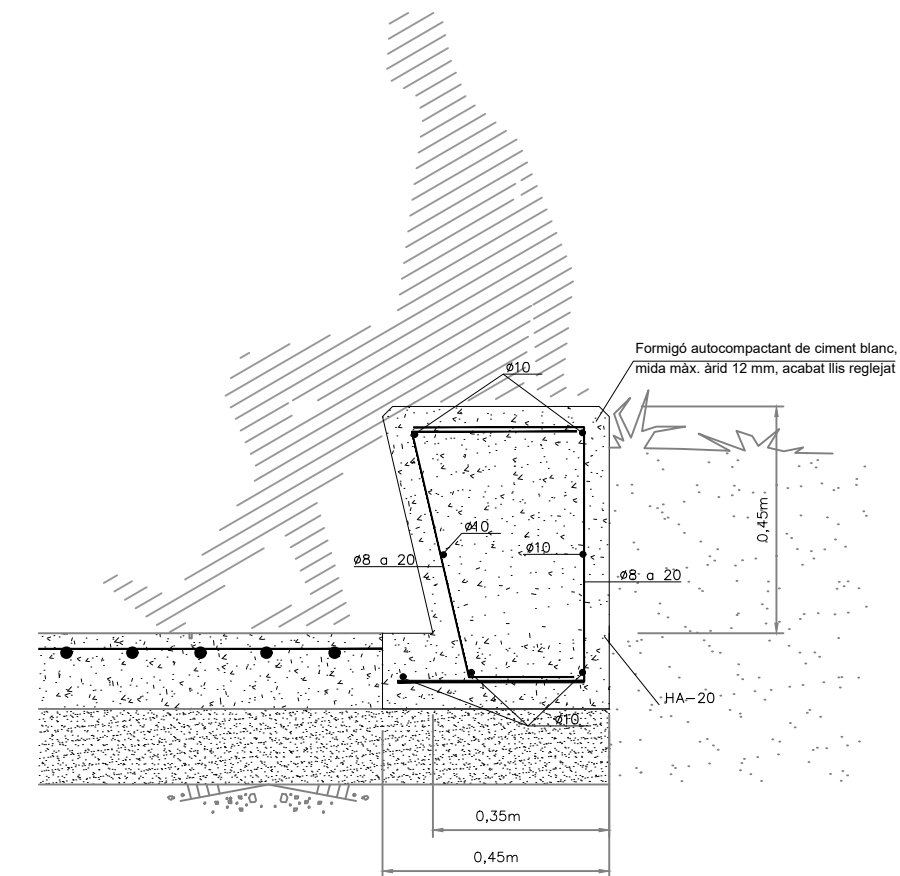 Formigó autocompactant de ciment blanc,
mida màx. àrid 12 mm, acabat llis reglejat
ø10
0,45m
ø10
ø10
ø8 a 20
ø8 a 20
HA-20
ø10
0,35m
0,45m